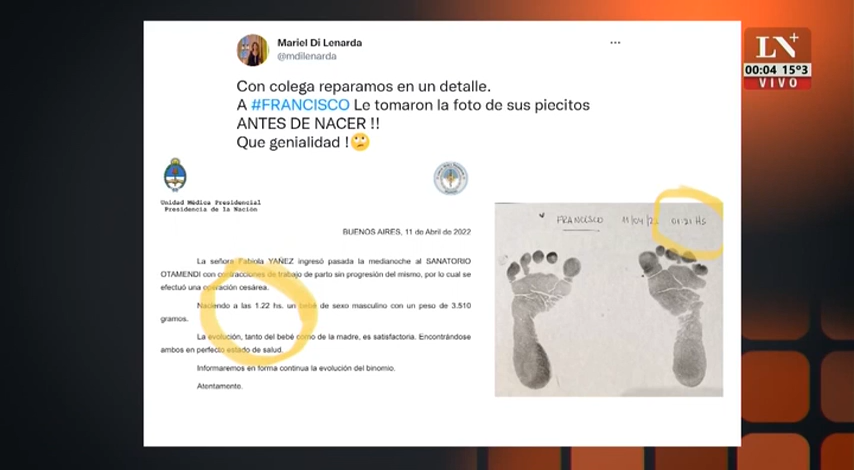 Mariel Di Lenarda
@mdilenarda
...
Con colega reparamos en un detalle.
A #FRANCISCO Le tomaron la foto de sus piecitos
ANTES DE NACER !!
Que genialidad !🙄
LN+
00:04 15º3
VIVO
Unidad Médica Presidencial
Presidencia de la Nación
BUENOS AIRES, 11 de Abril de 2022
La señora Fabiola YAÑEZ ingresó pasada la medianoche al SANATORIO
OTAMENDI con contracciones de trabajo de parto sin progresión del mismo, por lo cual se
efectuó una operación cesárea.
Naciendo a las 1.22 hs. un bebé de sexo masculino con un peso de 3.510
gramos.
La evolución, tanto del bebé como de la madre, es satisfactoria. Encontrándose
ambos en perfecto estado de salud.
Informaremos en forma continua la evolución del binomio.
Atentamente.
FRANCISCO 11/04/22 01:21 HS